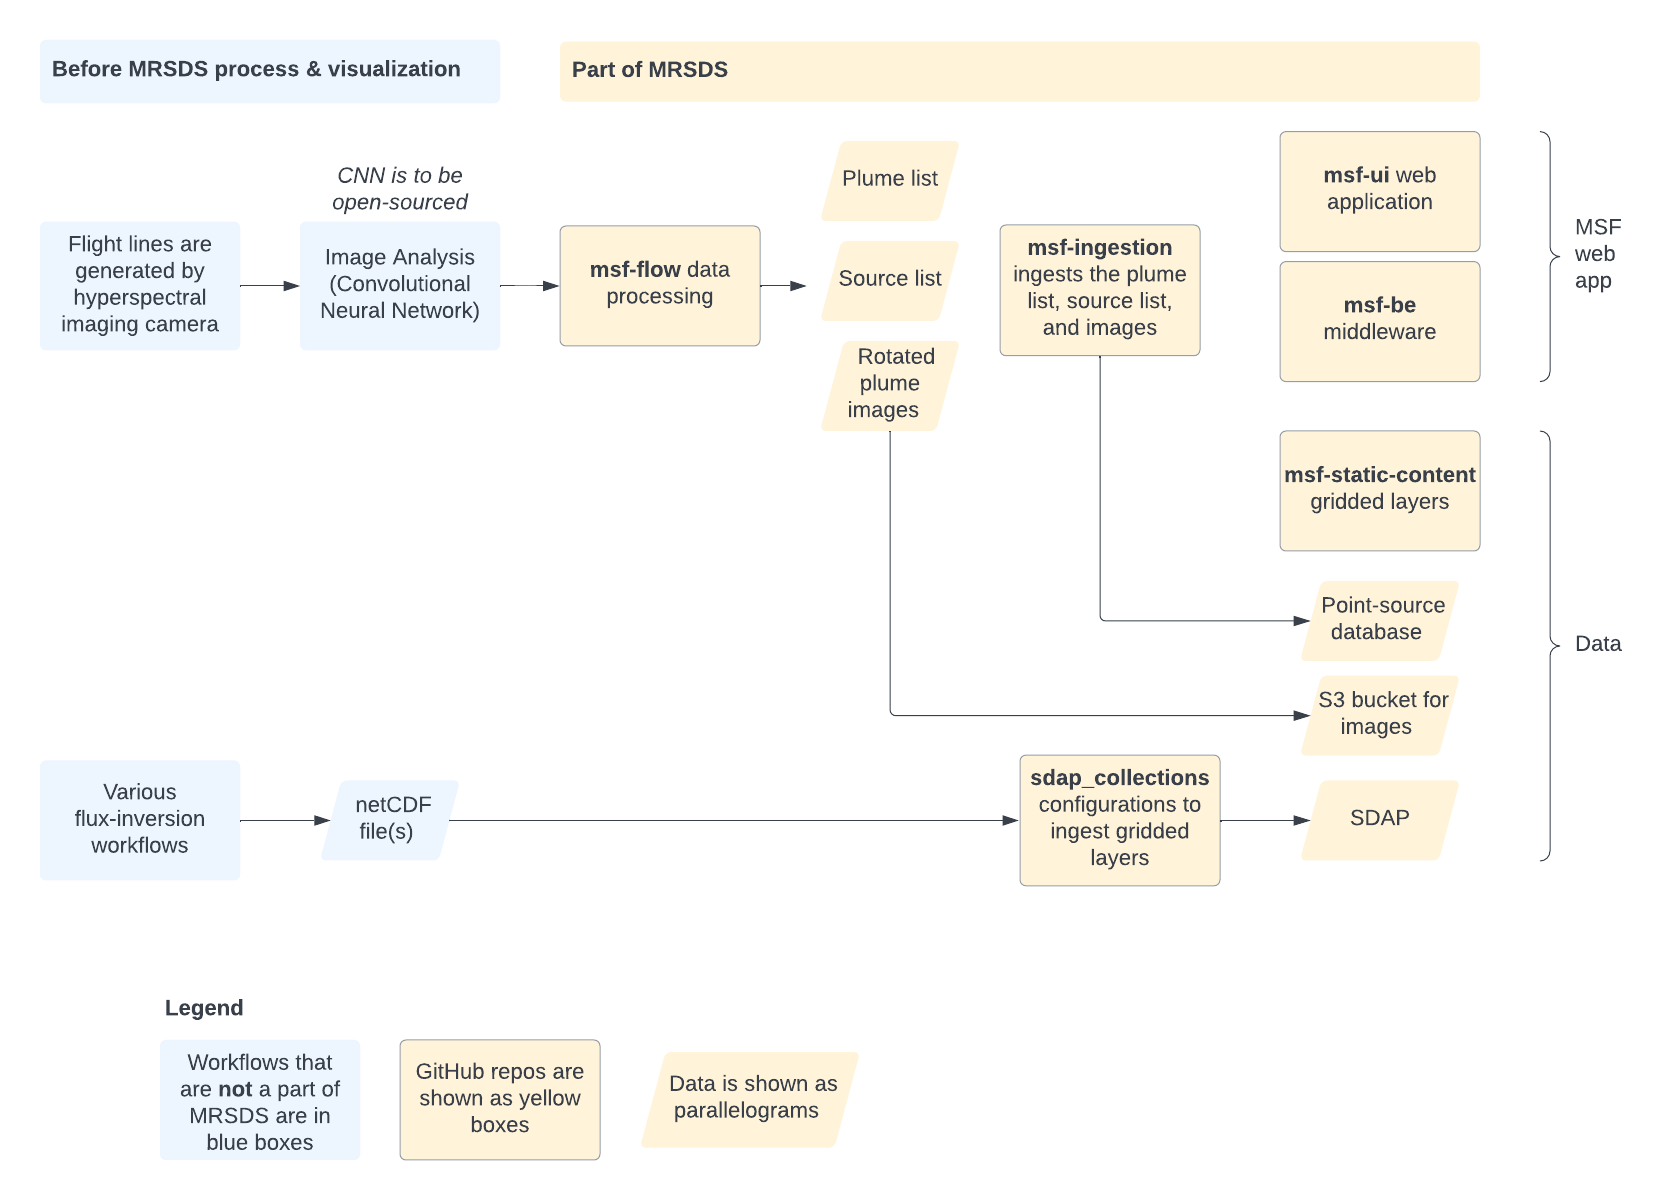 Before MRSDS process & visualization
Part of MRSDS
CNN is to be
open-sourced
Flight lines are
generated by
hyperspectral
imaging camera
Image Analysis
(Convolutional
Neural Network)
msf-flow data
processing
Plume list
Source list
Rotated
plume
images
msf-ingestion
ingests the plume
list, source list,
and images
msf-ui web
application
msf-be
middleware
MSF
web
app
msf-static-content
gridded layers
Point-source
database
S3 bucket for
images
Data
Various
flux-inversion
workflows
netCDF
file(s)
sdap_collections
configurations to
ingest gridded
layers
SDAP
Legend
Workflows that
are not a part of
MRSDS are in
blue boxes
GitHub repos are
shown as yellow
boxes
Data is shown as
parallelograms